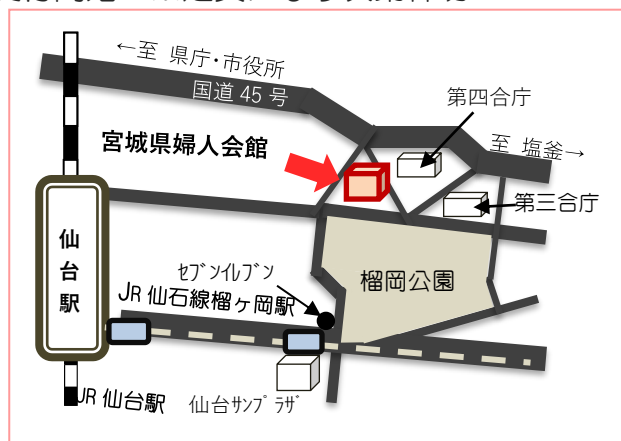 ←至 県庁・市役所
国道 45 号
第四合庁
至 塩釜→
宮城県婦人会館
第三合庁
仙台駅
ｾﾌﾞﾝｲﾚﾌﾞﾝ
榴岡公園
JR 仙石線榴ヶ岡駅
JR 仙台駅
仙台ｻﾝﾌﾟﾗｻﾞ